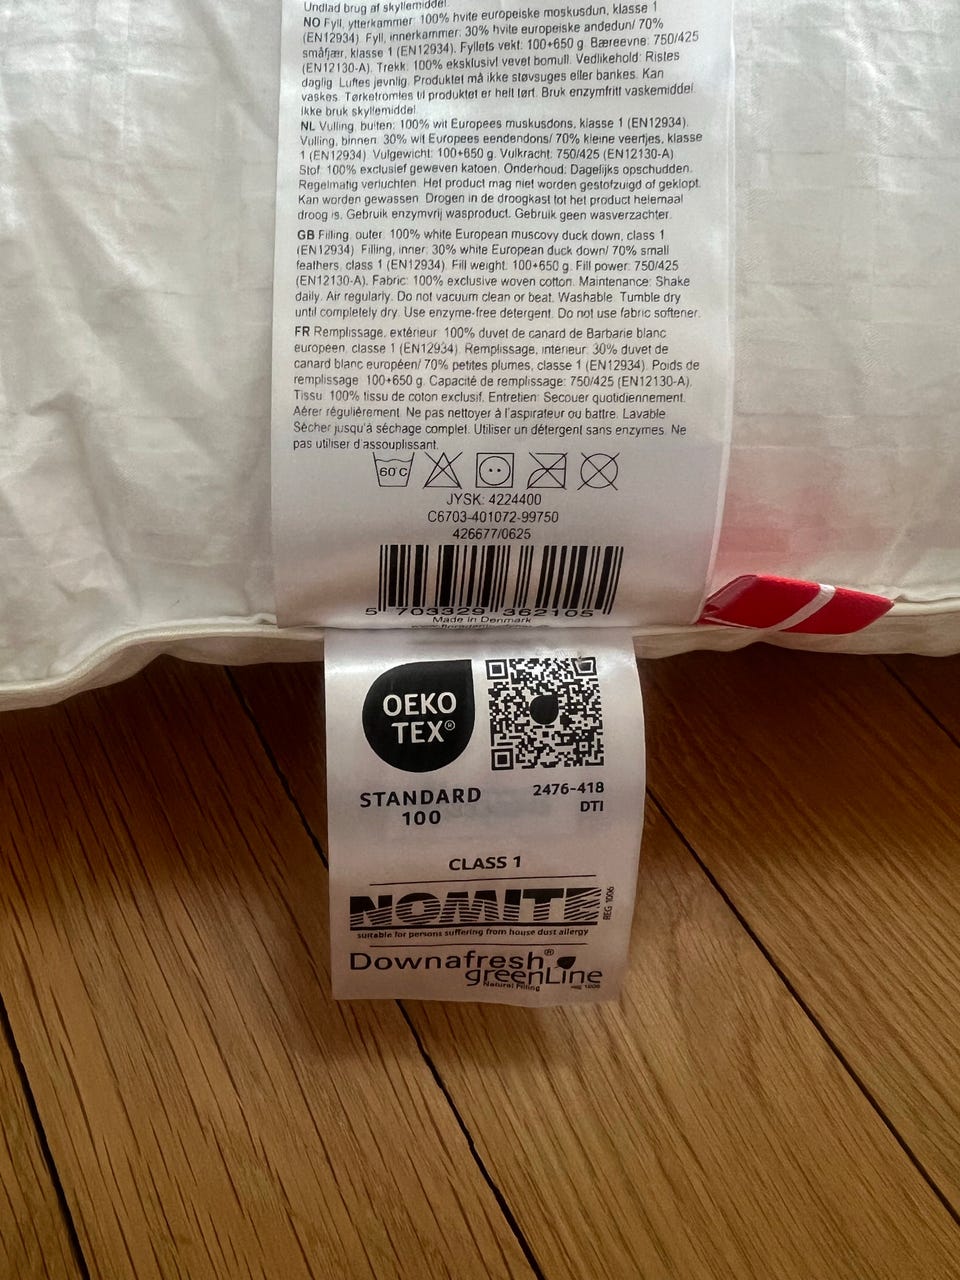 Undlad brug af skyllemiddel.
NO Fyll, ytterkammer: 100% hvite europeiske moskusdun, klasse 1
(EN12934). Fyll, innerkammer: 30% hvite europeiske andedun/ 70%
småfjær, klasse 1 (EN12934). Fyllets vekt: 100+650 g. Bæreevne: 750/425
(EN12130-A). Trekk: 100% eksklusivt vevet bomull. Vedlikehold: Ristes
daglig. Luftes jevnlig. Produktet må ikke støvsuges eller bankes. Kan
vaskes. Tørketromles til produktet er helt tørt. Bruk enzymfritt vaskemiddel.
Ikke bruk skyllemiddel.
NL Vulling, buiten: 100% wit Europees muskusdons, klasse 1 (EN12934).
Vulling, binnen: 30% wit Europees eendendons/ 70% kleine veertjes, klasse
1 (EN12934). Vulgewicht: 100+650 g. Vulkracht: 750/425 (EN12130-A).
Stof: 100% exclusief geweven katoen. Onderhoud: Dagelijks opschudden.
Regelmatig verluchten. Het product mag niet worden gestofzuigd of geklopt.
Kan worden gewassen. Drogen in de droogkast tot het product helemaal
droog is. Gebruik enzymvrij wasproduct. Gebruik geen wasverzachter.
GB Filling, outer: 100% white European muscovy duck down, class 1
(EN12934). Filling, inner: 30% white European duck down/ 70% small
feathers, class 1 (EN12934). Fill weight: 100+650 g. Fill power: 750/425
(EN12130-A). Fabric: 100% exclusive woven cotton. Maintenance: Shake
daily. Air regularly. Do not vacuum clean or beat. Washable. Tumble dry
until completely dry. Use enzyme-free detergent. Do not use fabric softener.
FR Remplissage, extérieur: 100% duvet de canard de Barbarie blanc
européen, classe 1 (EN12934). Remplissage, intérieur: 30% duvet de
canard blanc européen/ 70% petites plumes, classe 1 (EN12934). Poids de
remplissage: 100+650 g. Capacité de remplissage: 750/425 (EN12130-A).
Tissu: 100% tissu de coton exclusif. Entretien: Secouer quotidiennement.
Aérer régulièrement. Ne pas nettoyer à l'aspirateur ou battre. Lavable.
Sécher jusqu'à séchage complet. Utiliser un détergent sans enzymes. Ne
pas utiliser d'assouplissant.
60°C
JYSK: 4224400
C6703-401072-99750
426677/0625
5 703329 362105
Made in Denmark
OEKO
TEX®
STANDARD
100
2476-418
DTI
CLASS 1
NOMITE
REG 1006
suitable for persons suffering from house dust allergy
Downafresh®
greenLine
Natural Filling